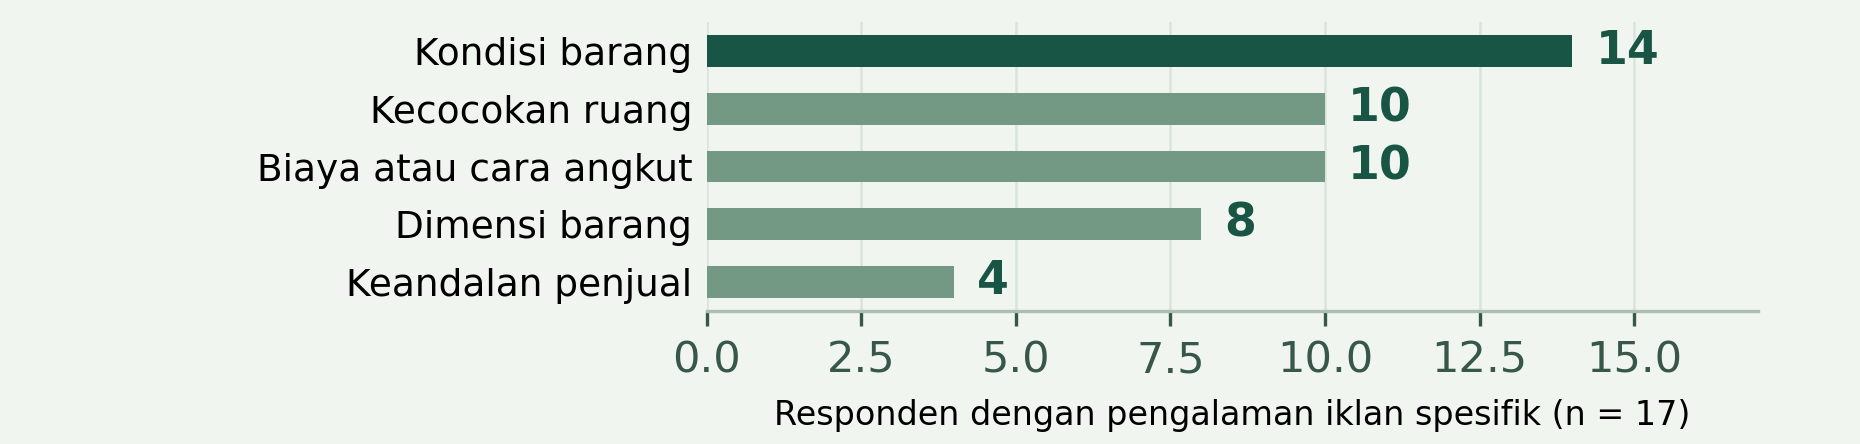 Kondisi barang 14
Kecocokan ruang 10
Biaya atau cara angkut 10
Dimensi barang 8
Keandalan penjual 4
0.0 2.5 5.0 7.5 10.0 12.5 15.0
Responden dengan pengalaman iklan spesifik (n = 17)